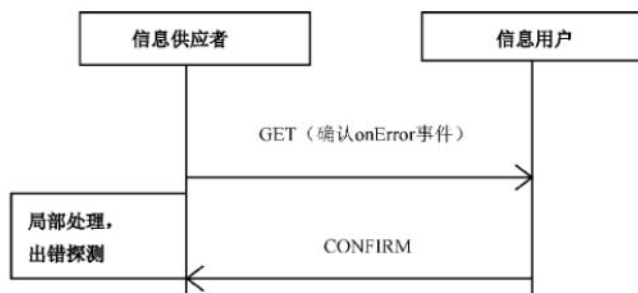 信息供应者
信息用户
GET（确认onError事件）
局部处理，
出错探测
CONFIRM